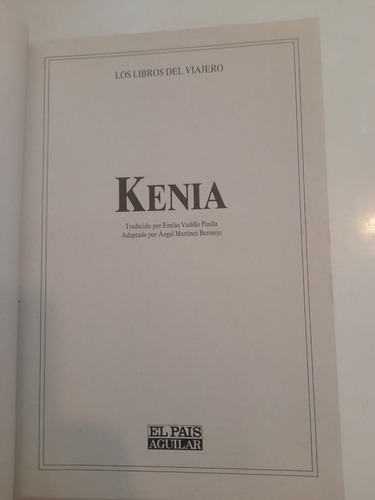 LOS LIBROS DEL VIAJERO
KENIA
Traducido por Emilio Vadillo Pinilla
Adaptado por Ángel Martínez Bermejo
EL PAIS
AGUILAR